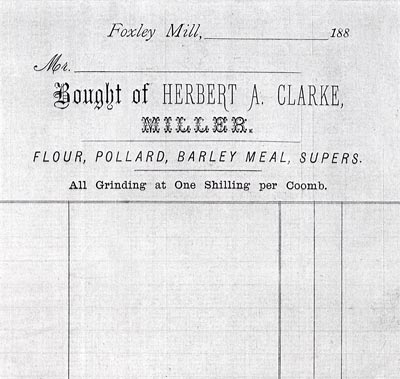 Foxley Mill, 188
Mr.
Bought of HERBERT A. CLARKE,
MILLER.
FLOUR, POLLARD, BARLEY MEAL, SUPERS.
All Grinding at One Shilling per Coomb.